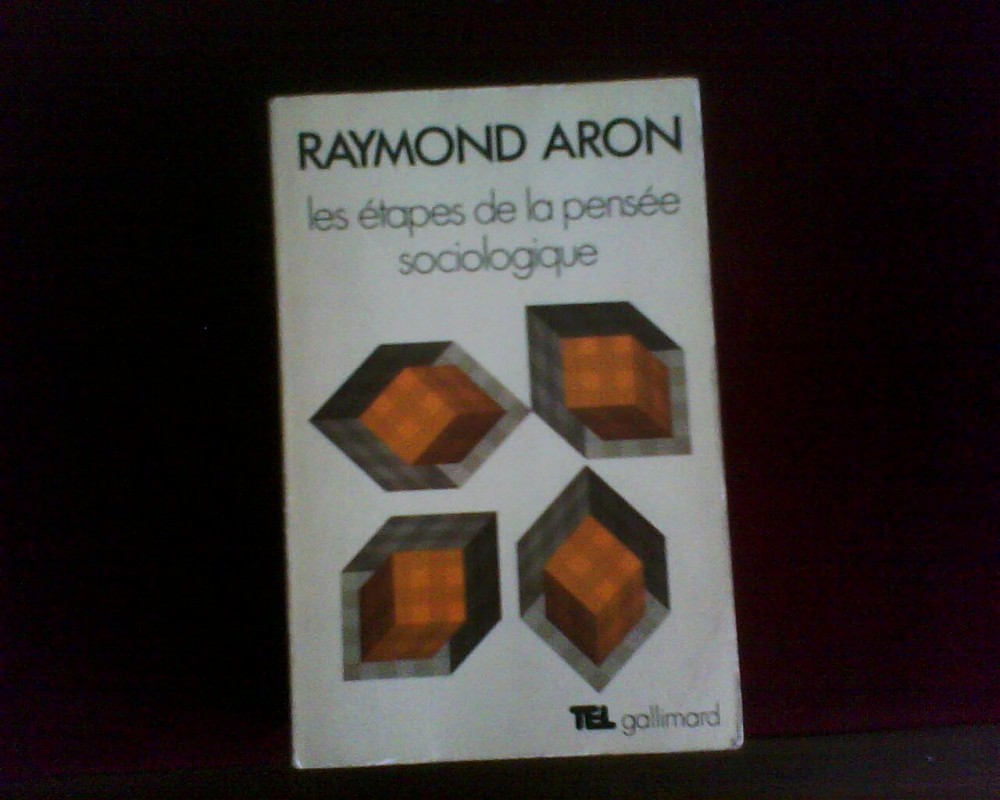 RAYMOND ARON
les étapes de la pensée
sociologique
TEL gallimard